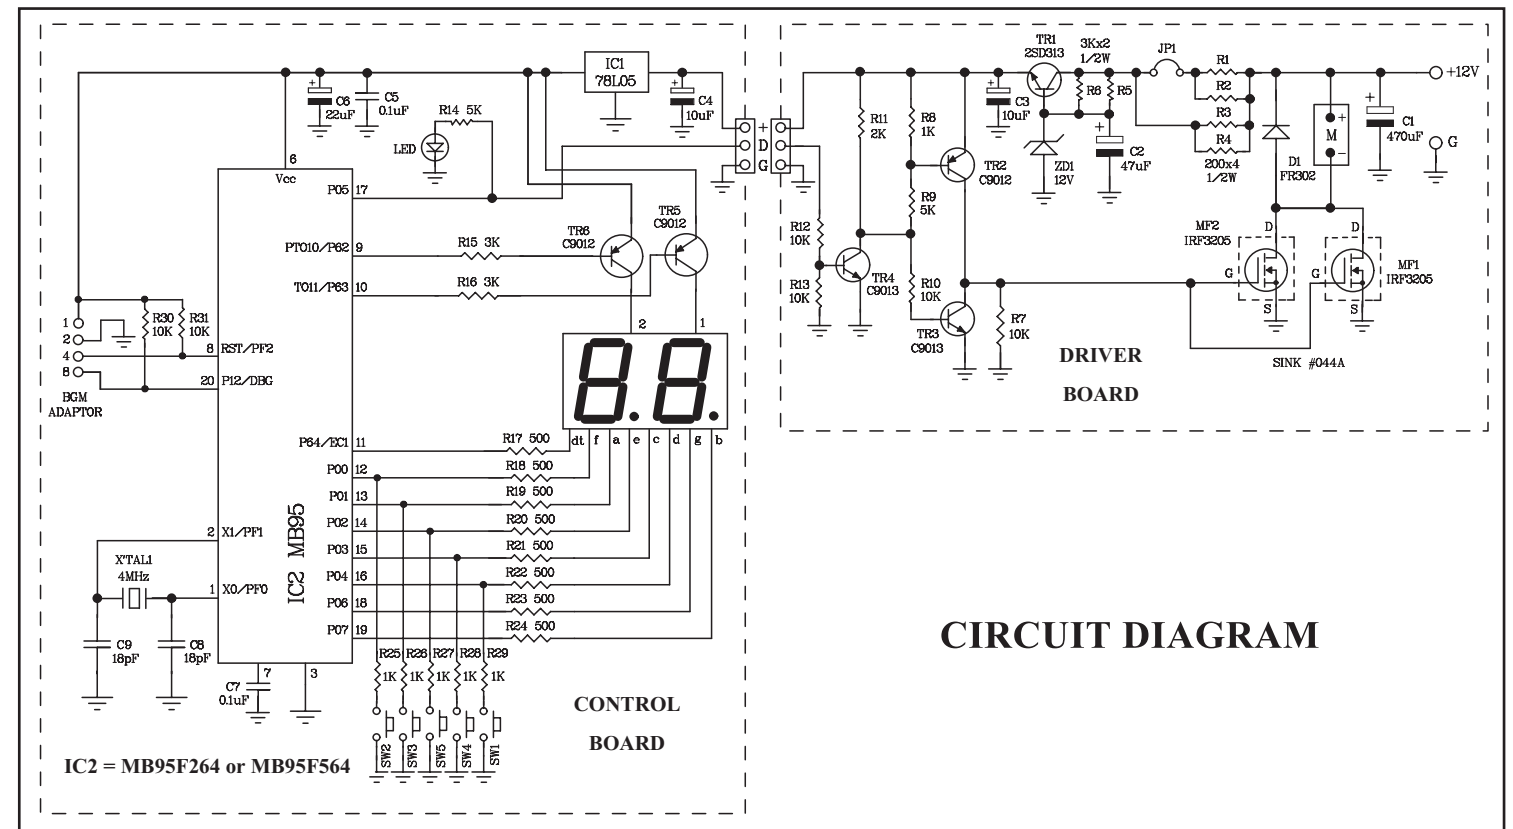 IC1
78L05
+
C6
22uF
C5
0.1uF
R14 5K
LED
+
C4
10uF
+
D
G
6
Vcc
P05 17
PTO10/P62 9
TO11/P63 10
R15 3K
R16 3K
TR6
C9012
TR5
C9012
2
1
1
2
4
8
BGM
ADAPTOR
R30
10K
R31
10K
8 RST/PF2
20 P12/DBG
8.8.
dt f a e c d g b
P64/EC1 11
R17 500
P00 12
R18 500
P01 13
R19 500
P02 14
R20 500
P03 15
R21 500
P04 16
R22 500
P06 18
R23 500
P07 19
R24 500
IC2 MB95
2 X1/PF1
1 X0/PF0
X'TAL1
4MHz
C9
18pF
C8
18pF
7
3
C7
0.1uF
R25 R26 R27 R28 R29
1K 1K 1K 1K 1K
SW2 SW3 SW5 SW4 SW1
CONTROL
BOARD
IC2 = MB95F264 or MB95F564
TR1
2SD313
3Kx2
1/2W
JP1
R1
R2
R3
R4
200x4
1/2W
+12V
R11
2K
R8
1K
+
C3
10uF
R6
R5
+
C2
47uF
ZD1
12V
TR2
C9012
R9
5K
D1
FR302
+
M
-
+
C1
470uF
G
R12
10K
R13
10K
TR4
C9013
R10
10K
TR3
C9013
R7
10K
MF2
IRF3205
D
G
S
D
G
S
MF1
IRF3205
SINK #044A
DRIVER
BOARD
CIRCUIT DIAGRAM